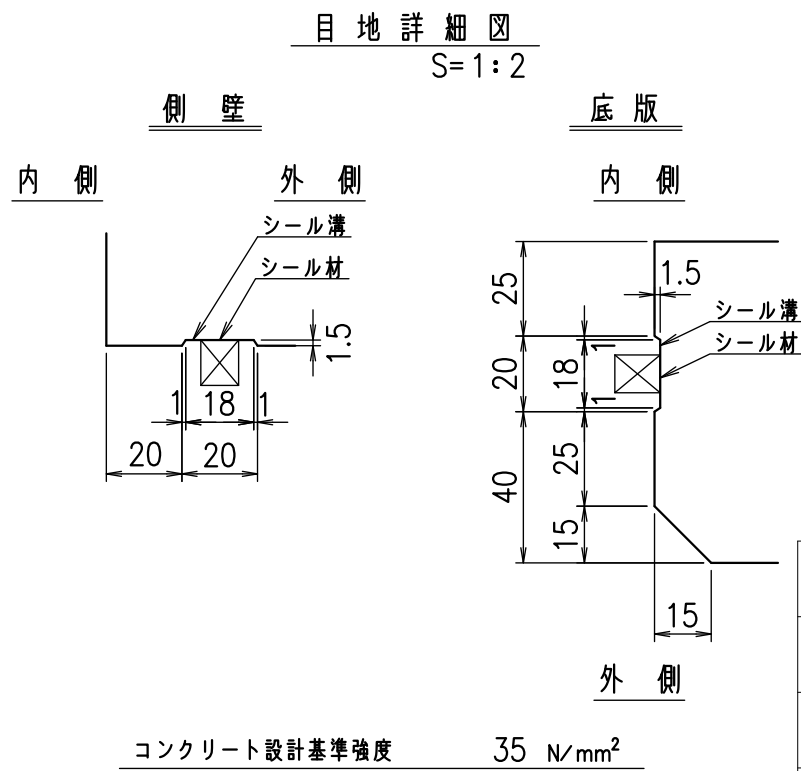 目地詳細図
S=1:2
側壁
内側
外側
シール溝
シール材
1.5
1 18 1
20 20
底版
内側
25
1.5
シール溝
シール材
20
1
18
1
40
25
15
15
外側
コンクリート設計基準強度 35 N/mm²